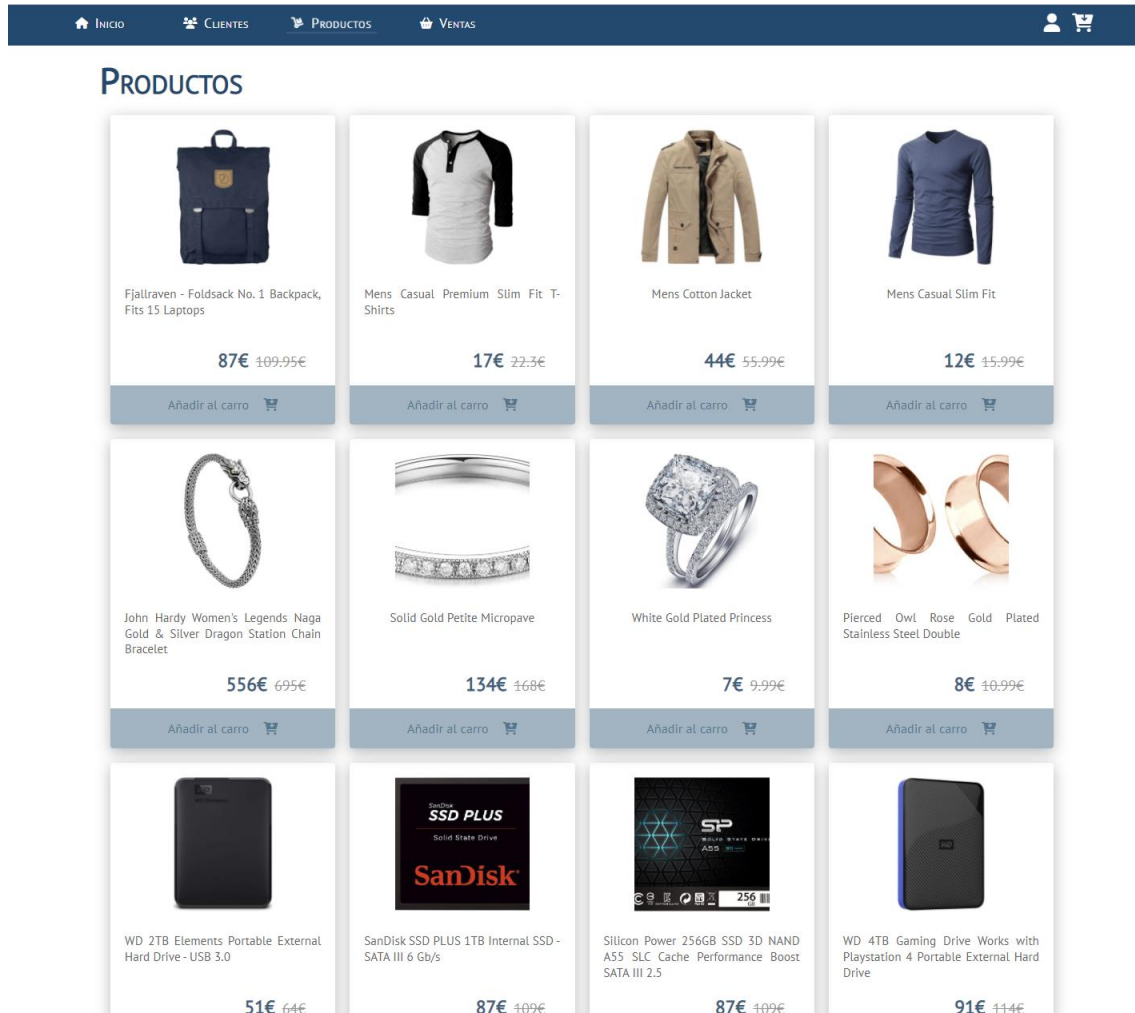 Inicio
Clientes
Productos
Ventas
Productos
Fjallraven - Foldsack No. 1 Backpack,
Fits 15 Laptops
87€ 109.95€
Añadir al carro
Mens Casual Premium Slim Fit T-
Shirts
17€ 22.3€
Añadir al carro
Mens Cotton Jacket
44€ 55.99€
Añadir al carro
Mens Casual Slim Fit
12€ 15.99€
Añadir al carro
John Hardy Women's Legends Naga
Gold & Silver Dragon Station Chain
Bracelet
556€ 695€
Añadir al carro
Solid Gold Petite Micropave
134€ 168€
Añadir al carro
White Gold Plated Princess
7€ 9.99€
Añadir al carro
Pierced Owl Rose Gold Plated
Stainless Steel Double
8€ 10.99€
Añadir al carro
WD
WD 2TB Elements Portable External
Hard Drive - USB 3.0
51€ 64€
SanDisk
SSD PLUS
Solid State Drive
SanDisk
SanDisk SSD PLUS 1TB Internal SSD -
SATA III 6 Gb/s
87€ 109€
SP
SOLID STATE DRIVE
A55
256
GB
Silicon Power 256GB SSD 3D NAND
A55 SLC Cache Performance Boost
SATA III 2.5
87€ 109€
WD
WD 4TB Gaming Drive Works with
Playstation 4 Portable External Hard
Drive
91€ 114€